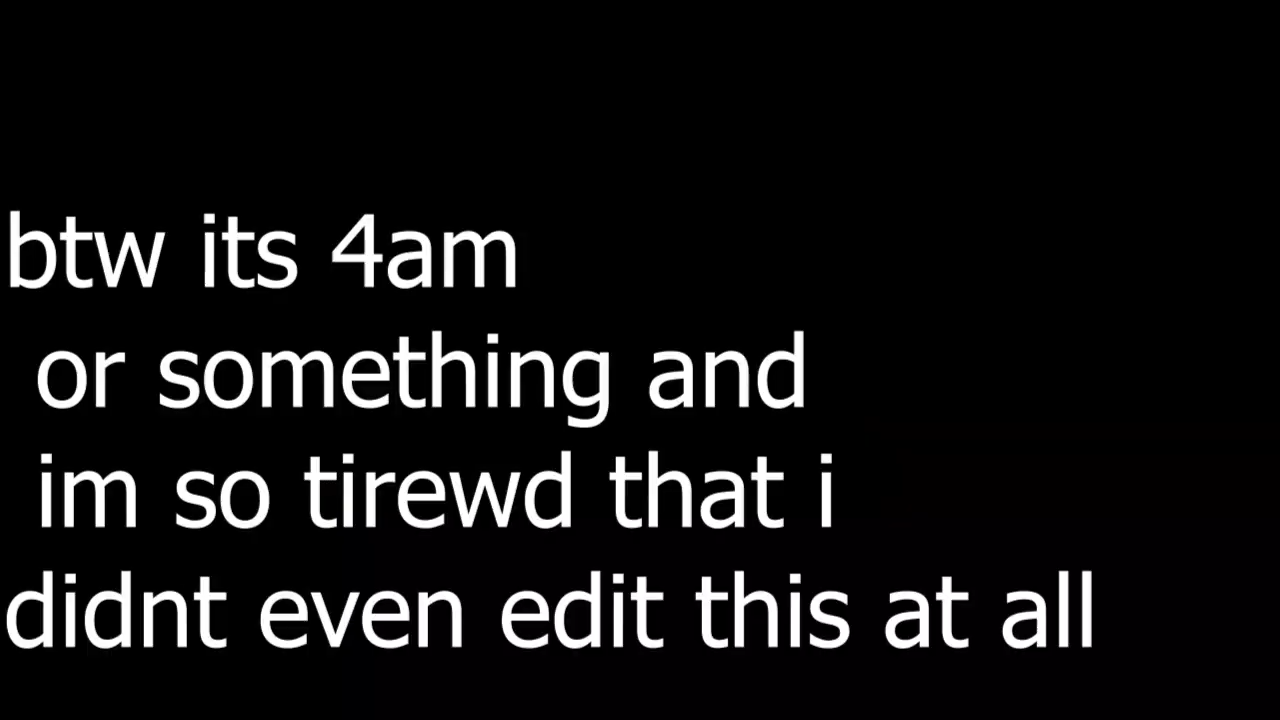 btw its 4am
or something and
im so tirewd that i
didnt even edit this at all